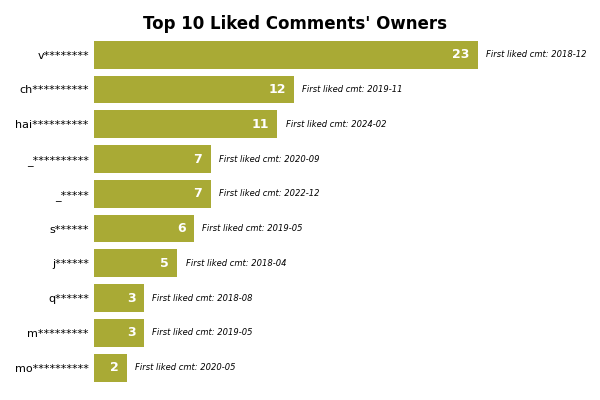 Top 10 Liked Comments' Owners
v******** 23 First liked cmt: 2018-12
ch********** 12 First liked cmt: 2019-11
hai********** 11 First liked cmt: 2024-02
_********** 7 First liked cmt: 2020-09
_***** 7 First liked cmt: 2022-12
s****** 6 First liked cmt: 2019-05
j****** 5 First liked cmt: 2018-04
q****** 3 First liked cmt: 2018-08
m********* 3 First liked cmt: 2019-05
mo********** 2 First liked cmt: 2020-05